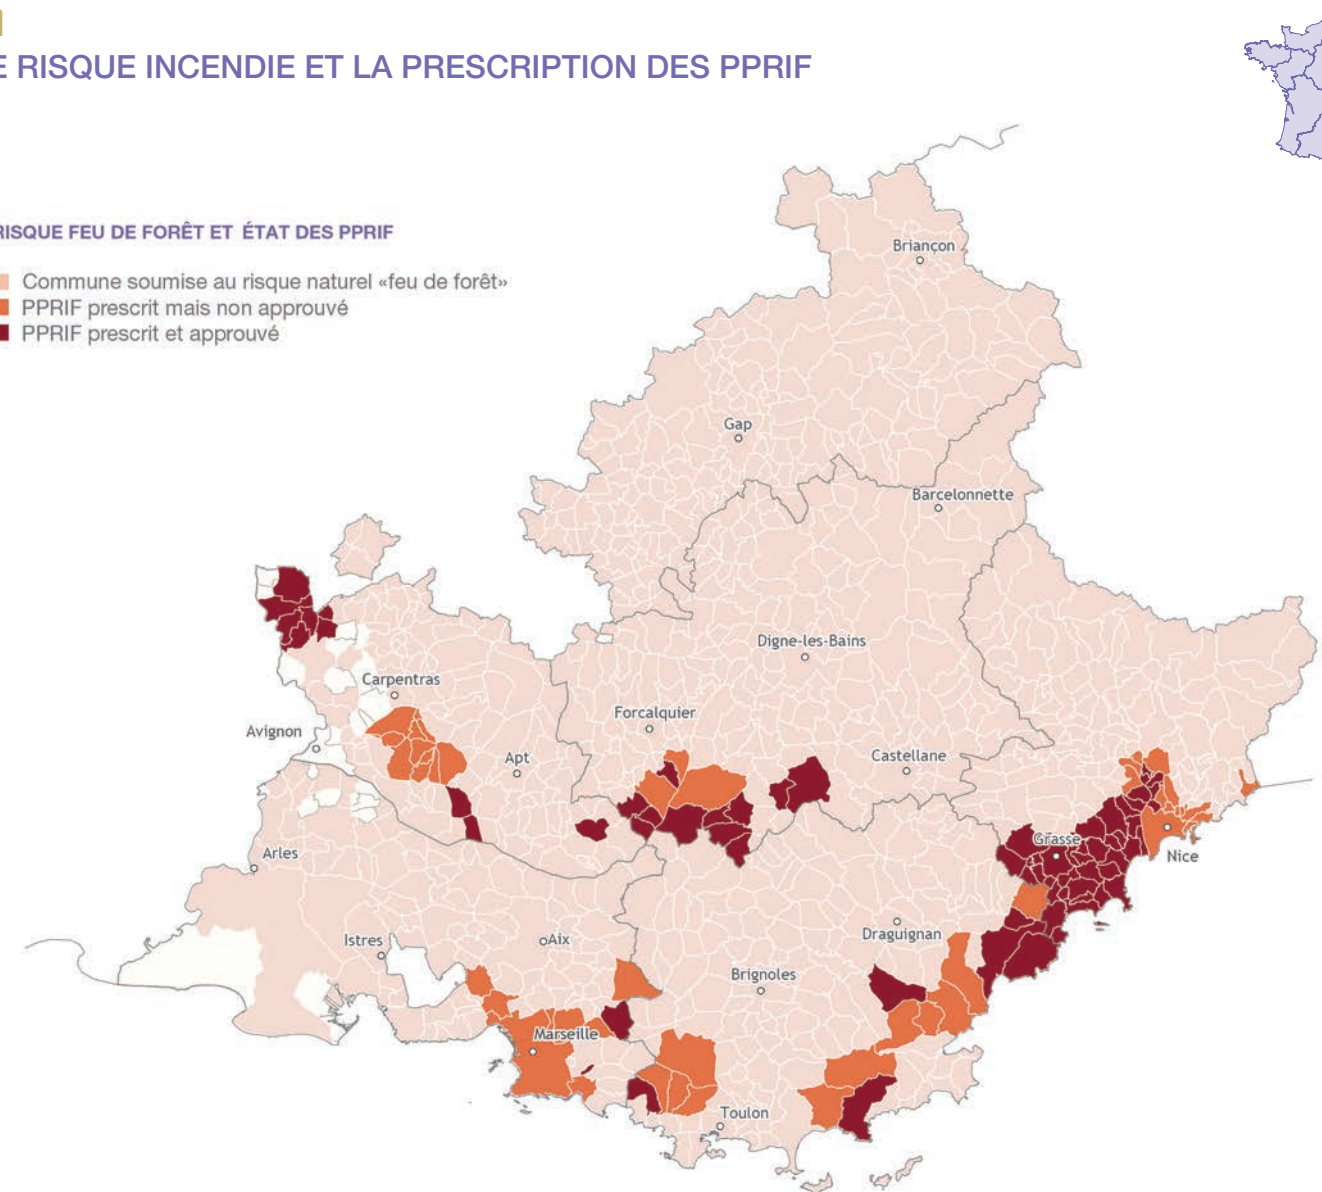 E RISQUE INCENDIE ET LA PRESCRIPTION DES PPRIF
RISQUE FEU DE FORÊT ET ÉTAT DES PPRIF
Commune soumise au risque naturel «feu de forêt»
PPRIF prescrit mais non approuvé
PPRIF prescrit et approuvé
Briançon
Gap
Barcelonnette
Digne-les-Bains
Carpentras
Forcalquier
Avignon
Apt
Castellane
Grasse
Nice
Arles
Istres
Aix
Draguignan
Brignoles
Marseille
Toulon